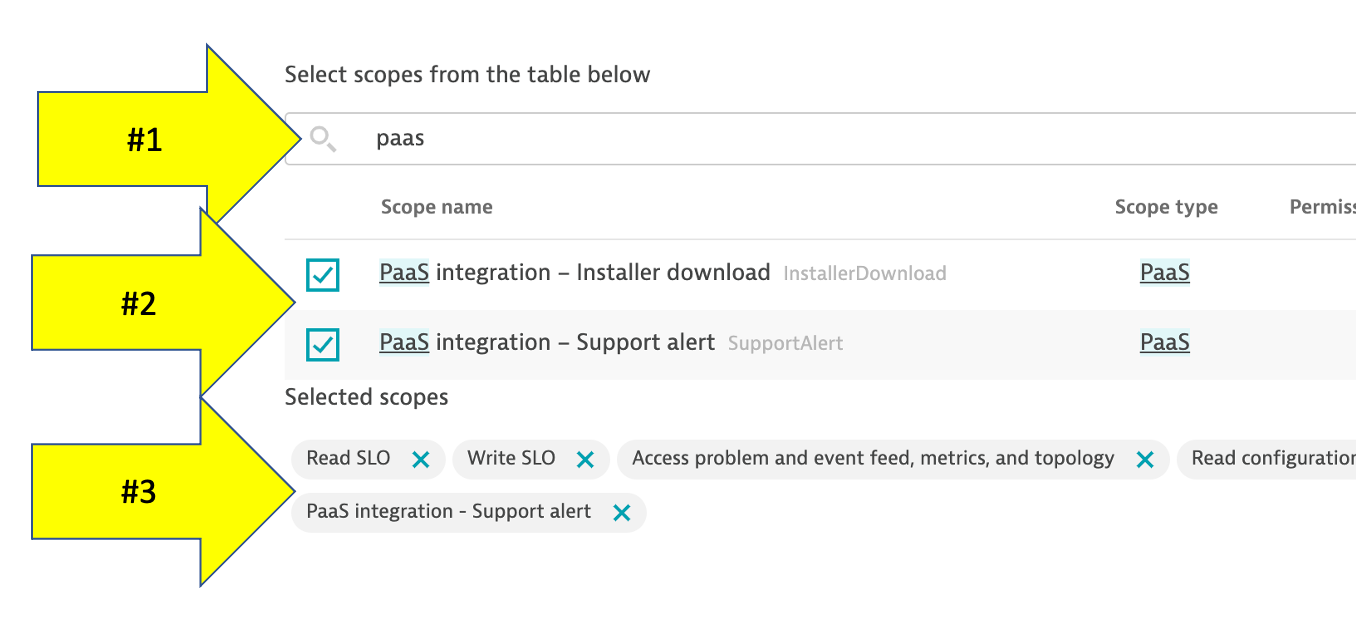 Select scopes from the table below
#1
paas
Scope name Scope type Permiss
PaaS integration – Installer download InstallerDownload PaaS
#2
PaaS integration – Support alert SupportAlert PaaS
Selected scopes
Read SLO Write SLO Access problem and event feed, metrics, and topology Read configuration
#3
PaaS integration - Support alert